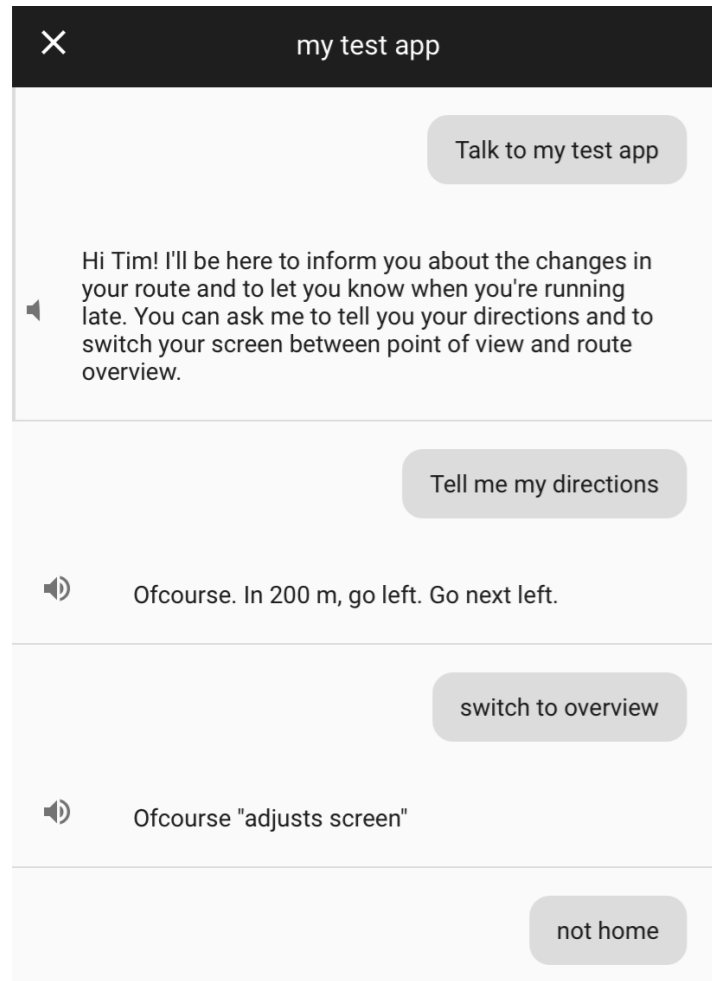 my test app
Talk to my test app
Hi Tim! I'll be here to inform you about the changes in
your route and to let you know when you're running
late. You can ask me to tell you your directions and to
switch your screen between point of view and route
overview.
Tell me my directions
Ofcourse. In 200 m, go left. Go next left.
switch to overview
Ofcourse "adjusts screen"
not home